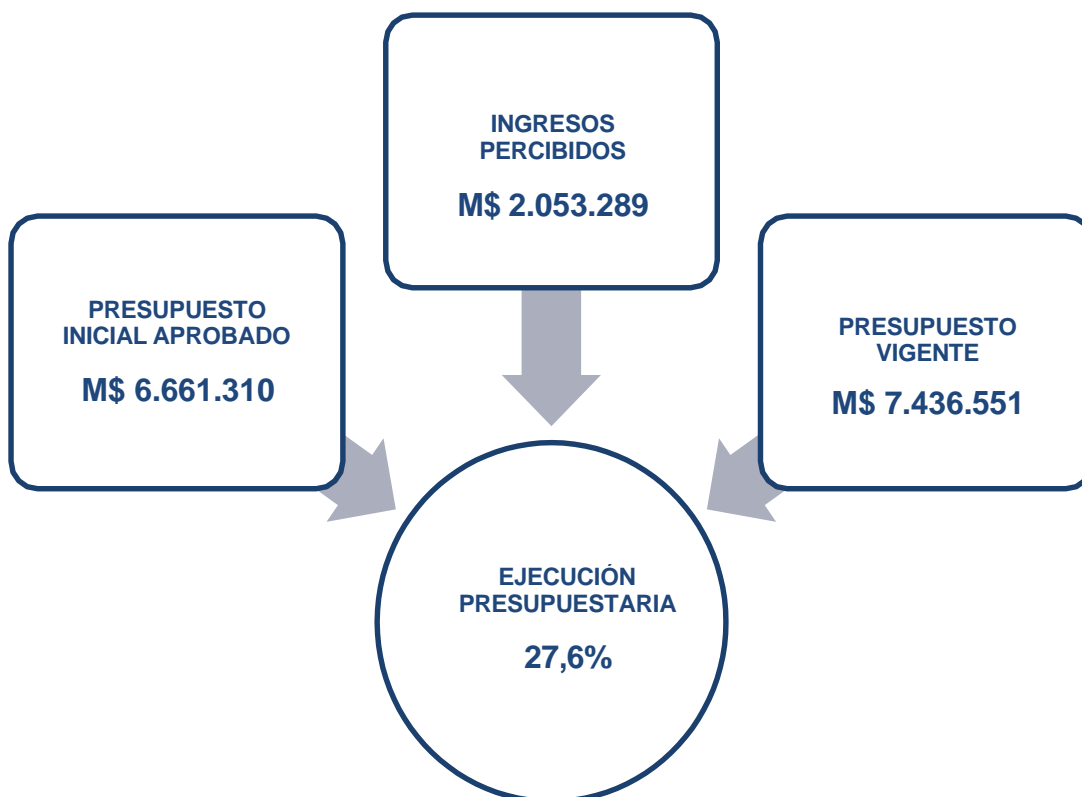 INGRESOS
PERCIBIDOS
M$ 2.053.289
PRESUPUESTO
INICIAL APROBADO
M$ 6.661.310
PRESUPUESTO
VIGENTE
M$ 7.436.551
EJECUCIÓN
PRESUPUESTARIA
27,6%